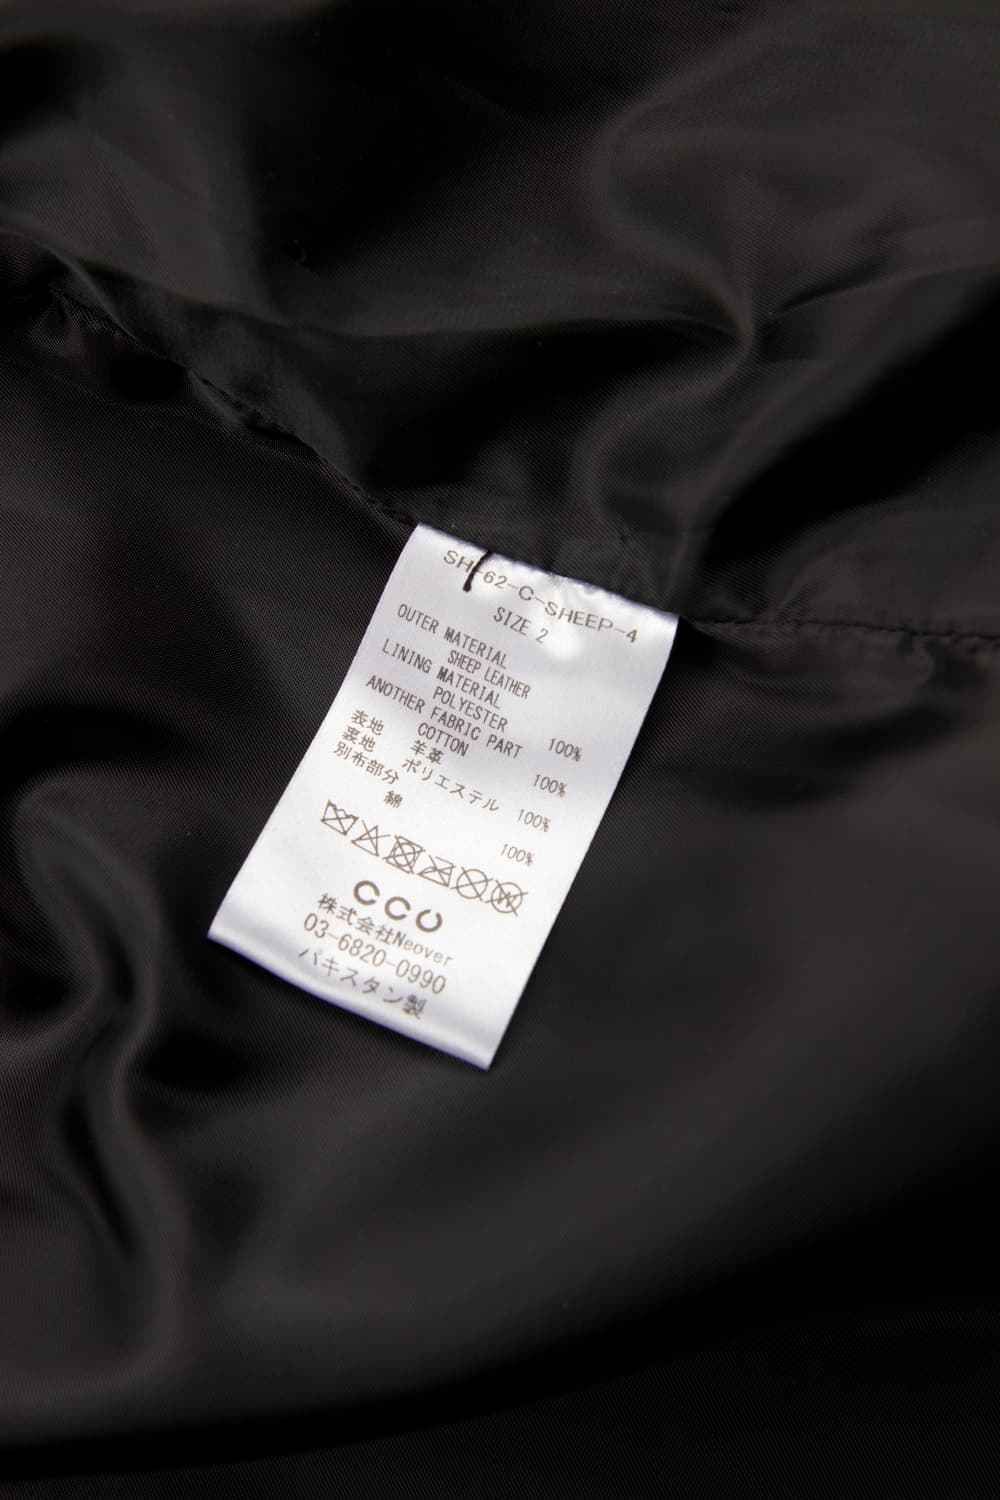 SH-62-C-SHEEP-4
SIZE 2
OUTER MATERIAL
SHEEP LEATHER
LINING MATERIAL
POLYESTER
ANOTHER FABRIC PART 100%
COTTON
表地 羊革 100%
裏地 ポリエステル 100%
別布部分
綿 100%
W
CCU
株式会社Neover
03-6820-0990
パキスタン製